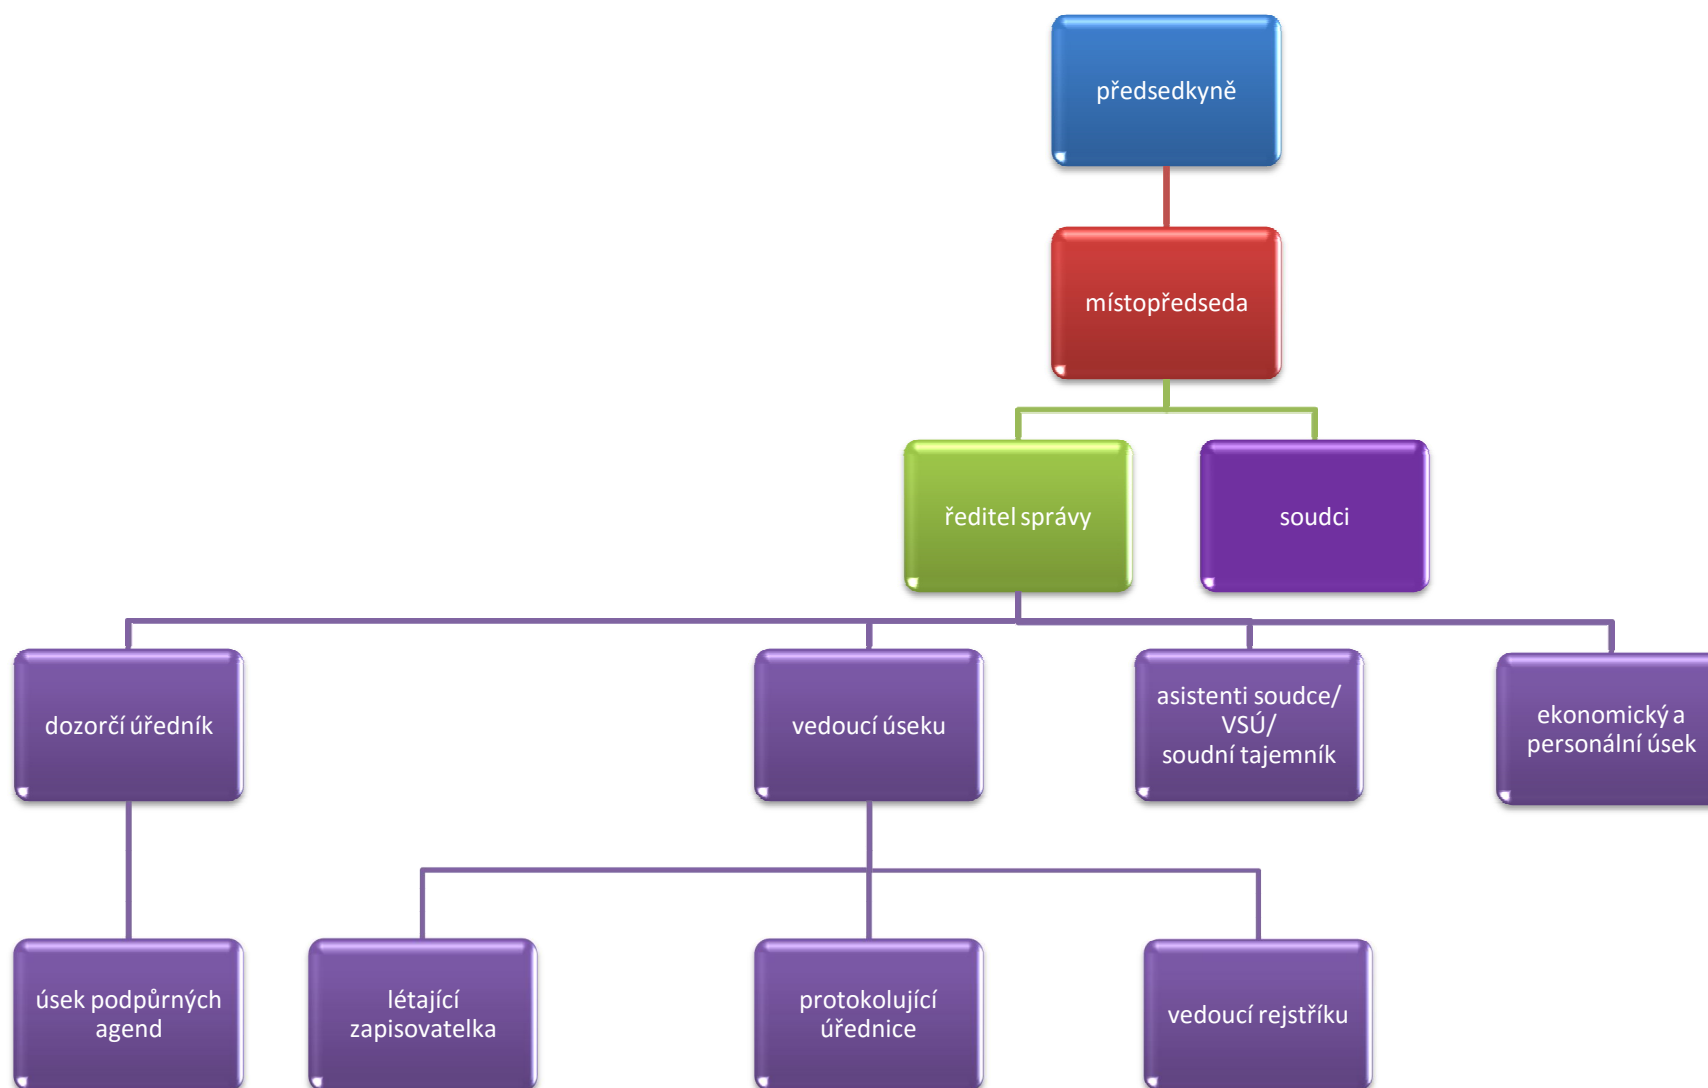 předsedkyně
místopředseda
ředitel správy
soudci
dozorčí úředník
vedoucí úseku
asistenti soudce/
VSÚ/
soudní tajemník
ekonomický a
personální úsek
úsek podpůrných
agend
létající
zapisovatelka
protokolující
úřednice
vedoucí rejstříku